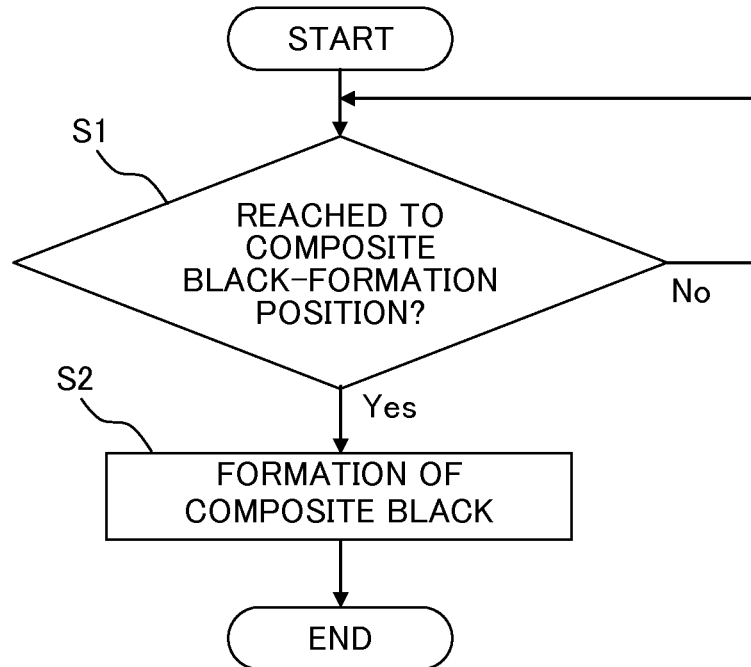 START
S1
REACHED TO
COMPOSITE
BLACK-FORMATION
POSITION?
No
S2
Yes
FORMATION OF
COMPOSITE BLACK
END